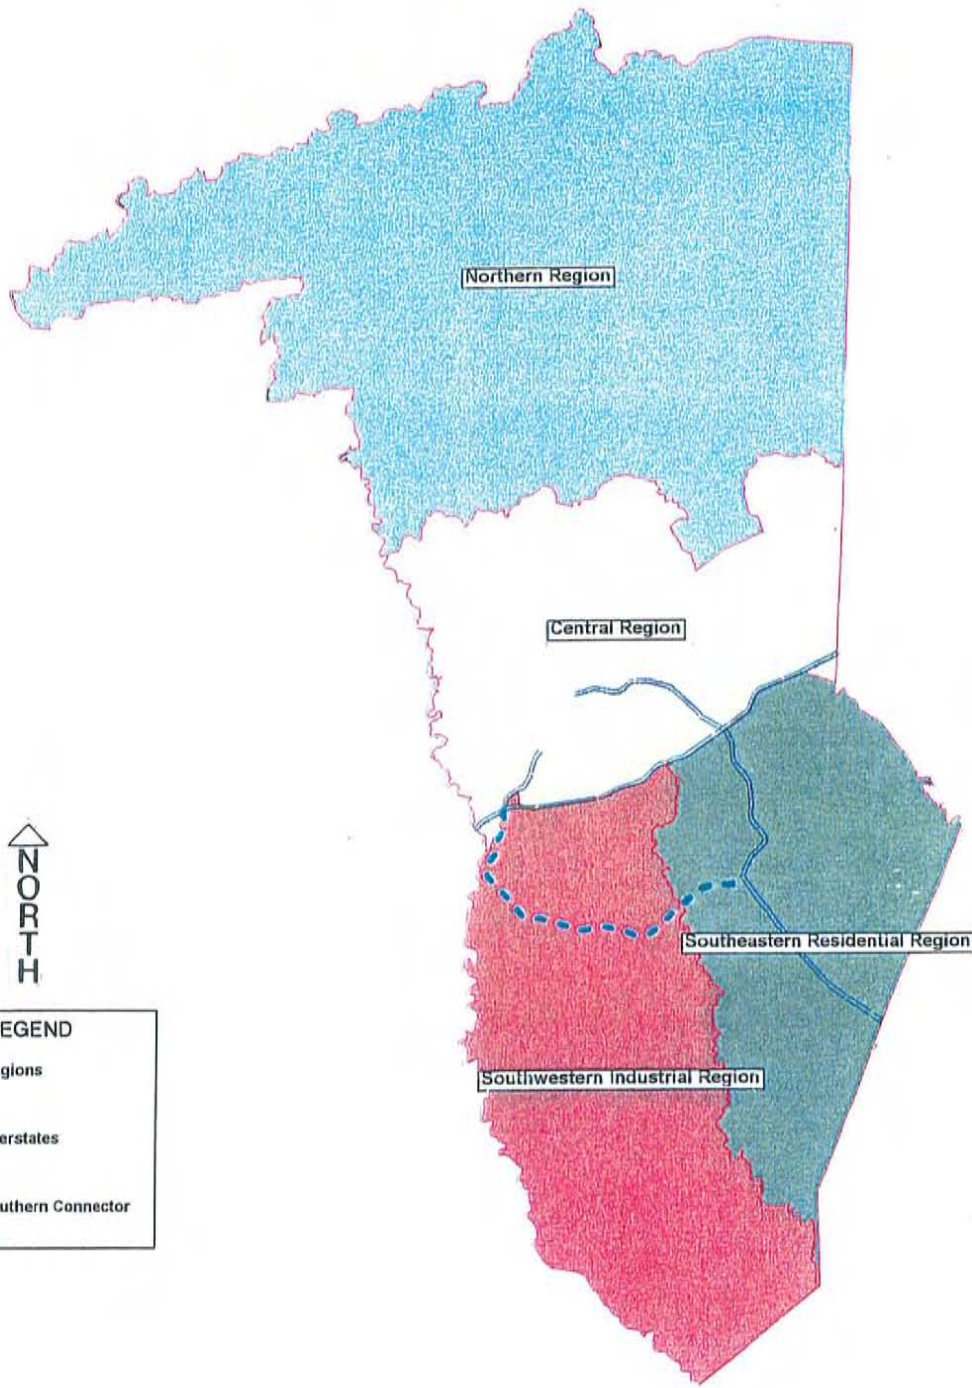 Northern Region
Central Region
NORTH
Southeastern Residential Region
EGEND
gions
Southwestern Industrial Region
erstates
uthern Connector